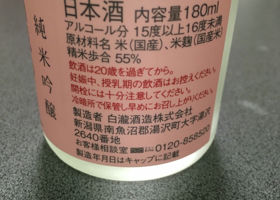 日本酒 内容量180ml
アルコール分 15度以上16度未満
原材料名 米(国産)、米麹(国産米)
精米歩合 55%
飲酒は20歳を過ぎてから。
妊娠中、授乳期の飲酒はお控えください。
開栓には十分注意してください。
冷暗所で保管し早めにお召し上がりください。
製造者 白瀧酒造株式会社
新潟県南魚沼郡湯沢町大字湯沢
2640番地
お客様相談室 0120-858520
製造年月日はキャップに記載
純米吟醸